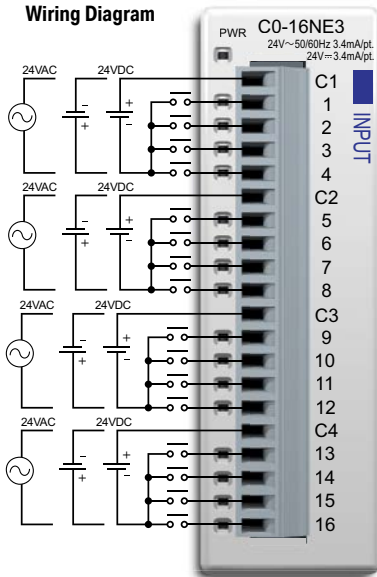 Wiring Diagram
PWR C0-16NE3
24V~50/60Hz 3.4mA/pt.
24V⎓3.4mA/pt.
INPUT
24VAC 24VDC C1
− +
+ −
1
2
3
4
24VAC 24VDC C2
− +
+ −
5
6
7
8
24VAC 24VDC C3
− +
+ −
9
10
11
12
24VAC 24VDC C4
− +
+ −
13
14
15
16